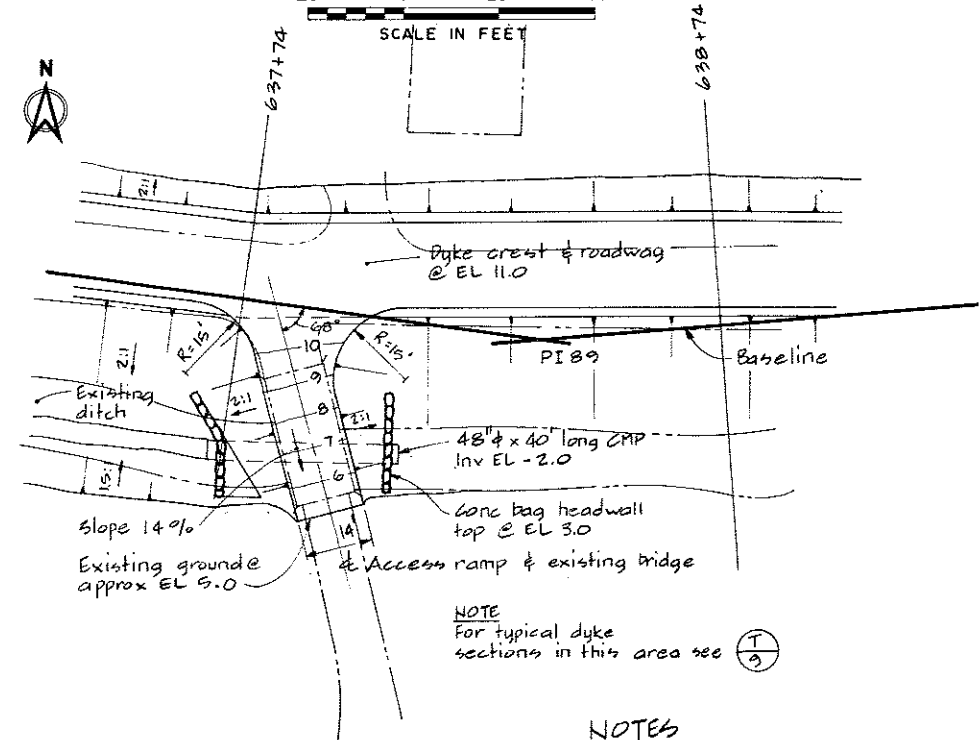 SCALE IN FEET
N
637+74
638+74
2:1
Dyke crest & roadway
@ EL 11.0
68°
R=15'
R=15'
10
9
8
7
6
PI 89
Baseline
2:1
Existing
ditch
2:1
2:1
48"ϕ x 40' long CMP
Inv EL -2.0
15:
Conc bag headwall
top @ EL 3.0
Slope 14%
14
Existing ground @
approx EL 5.0
℄ Access ramp & existing bridge
NOTE
For typical dyke
sections in this area see
T
9
NOTES